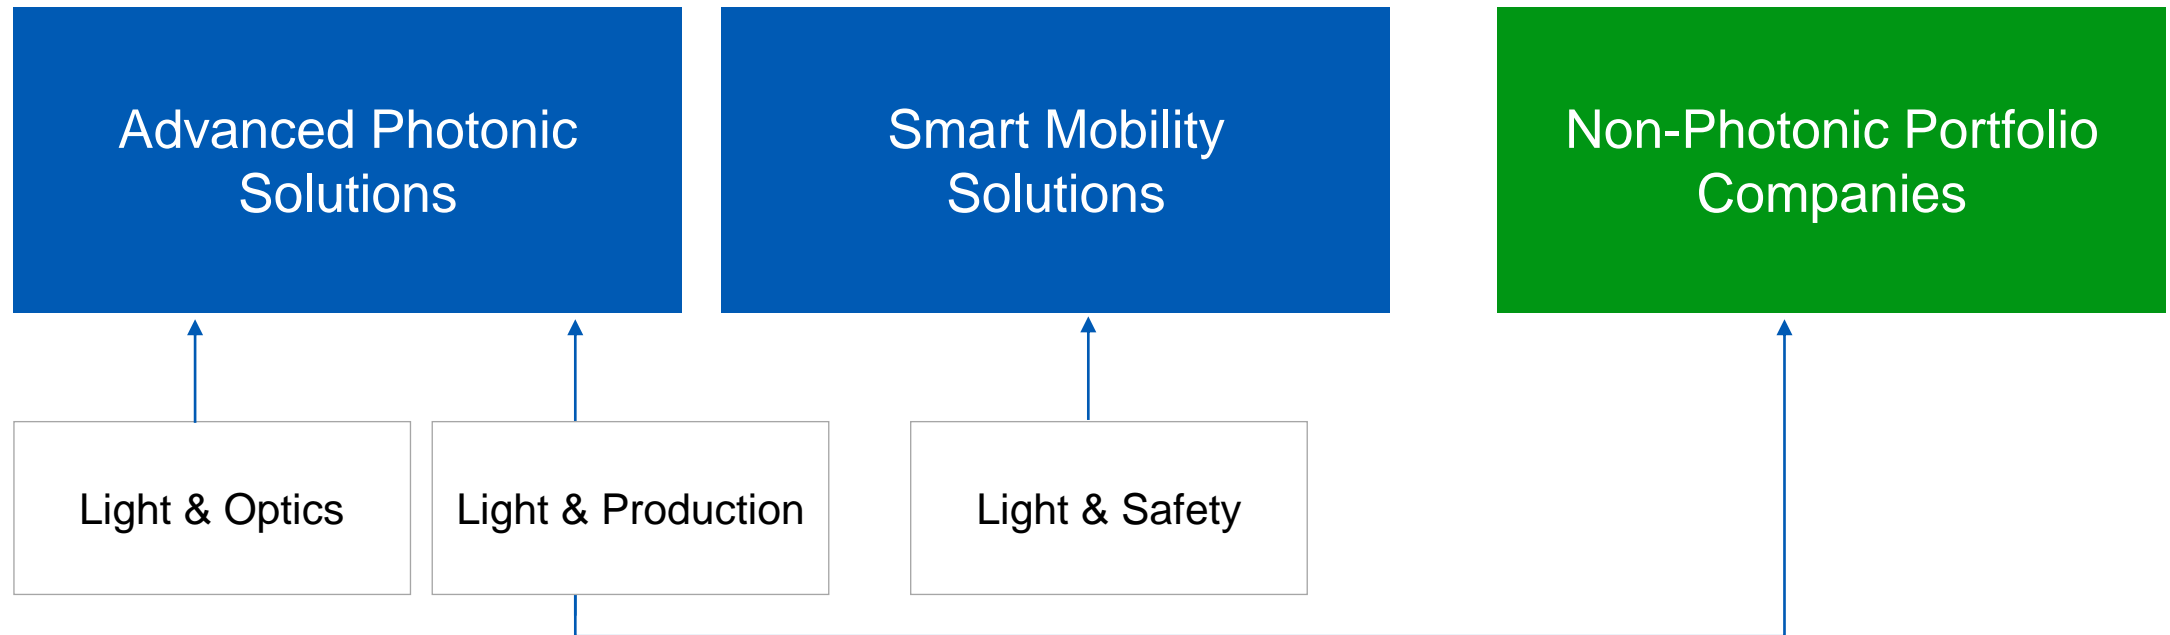 Advanced Photonic
Solutions
Smart Mobility
Solutions
Non-Photonic Portfolio
Companies
Light & Optics
Light & Production
Light & Safety